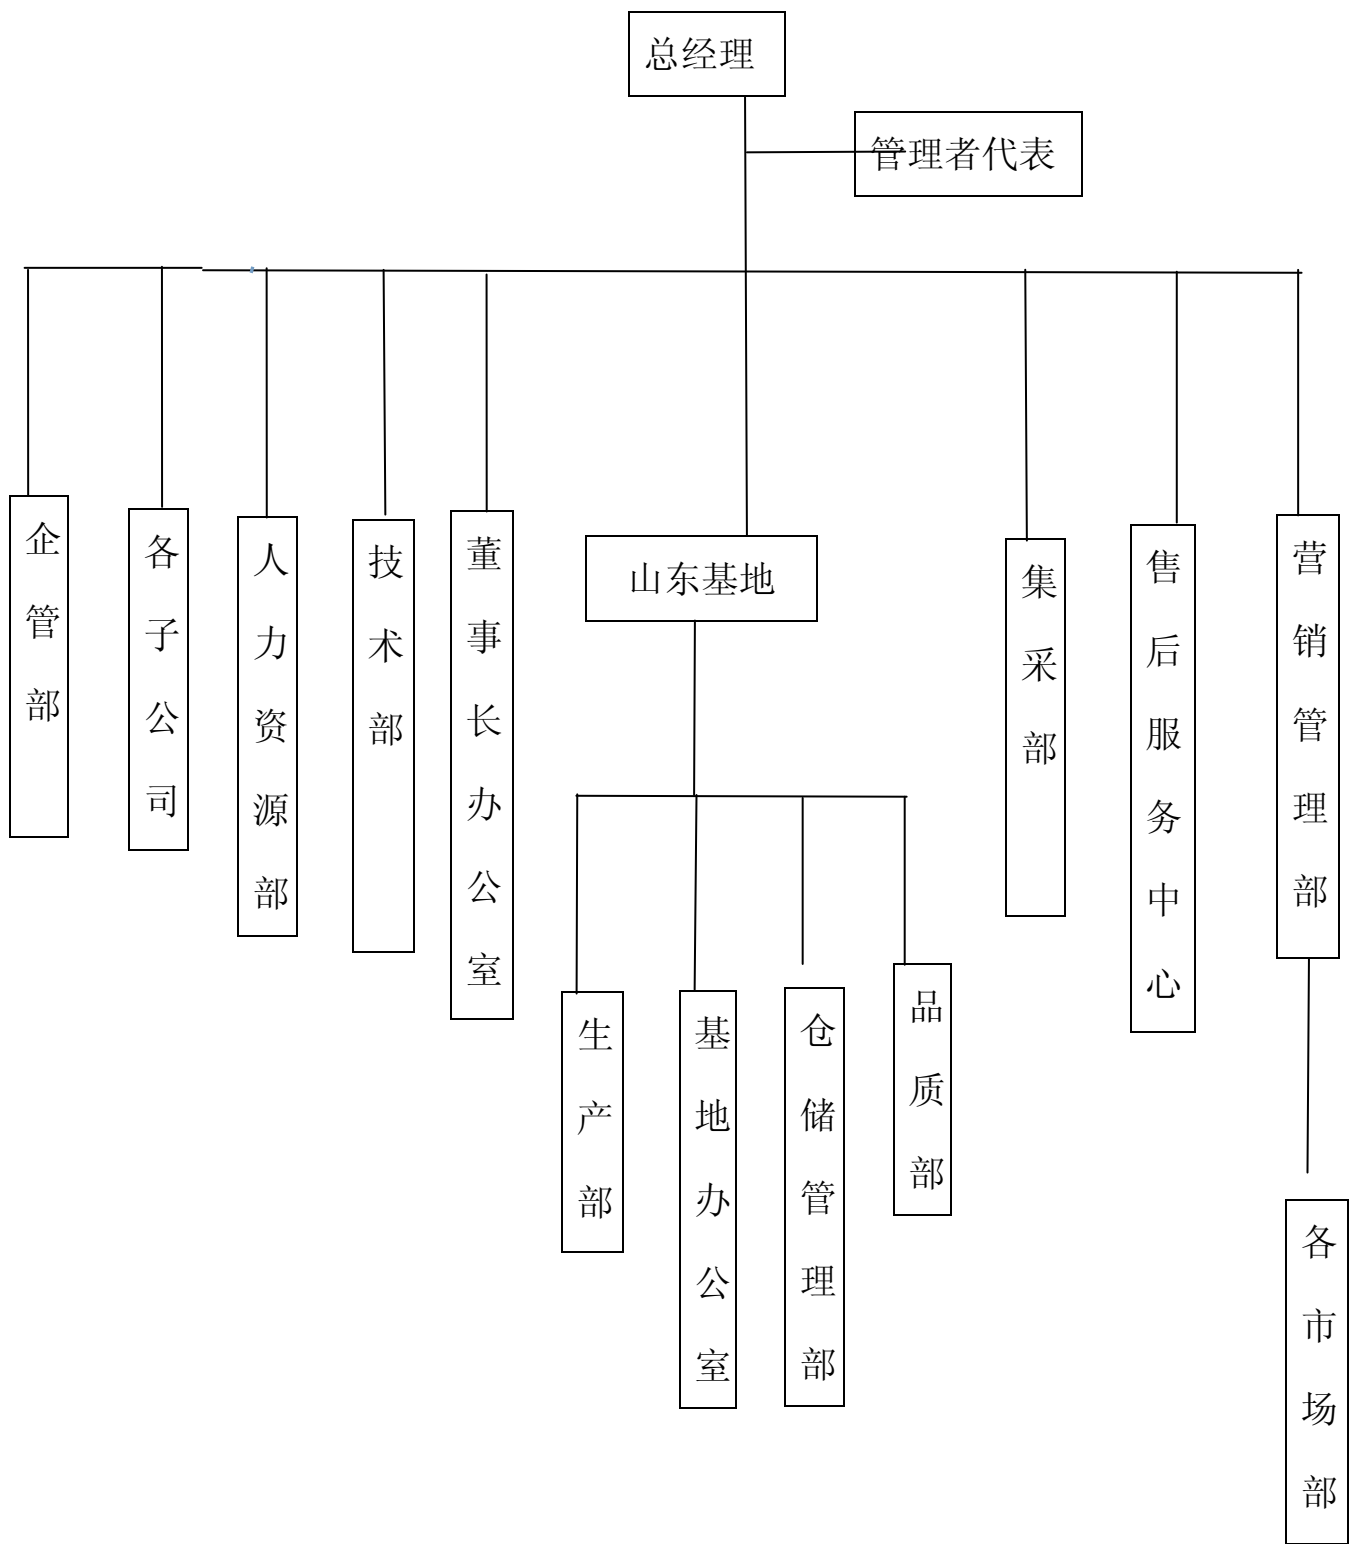 总经理
管理者代表
企管部
各子公司
人力资源部
技术部
董事长办公室
山东基地
集采部
售后服务中心
营销管理部
生产部
基地办公室
仓储管理部
品质部
各市场部